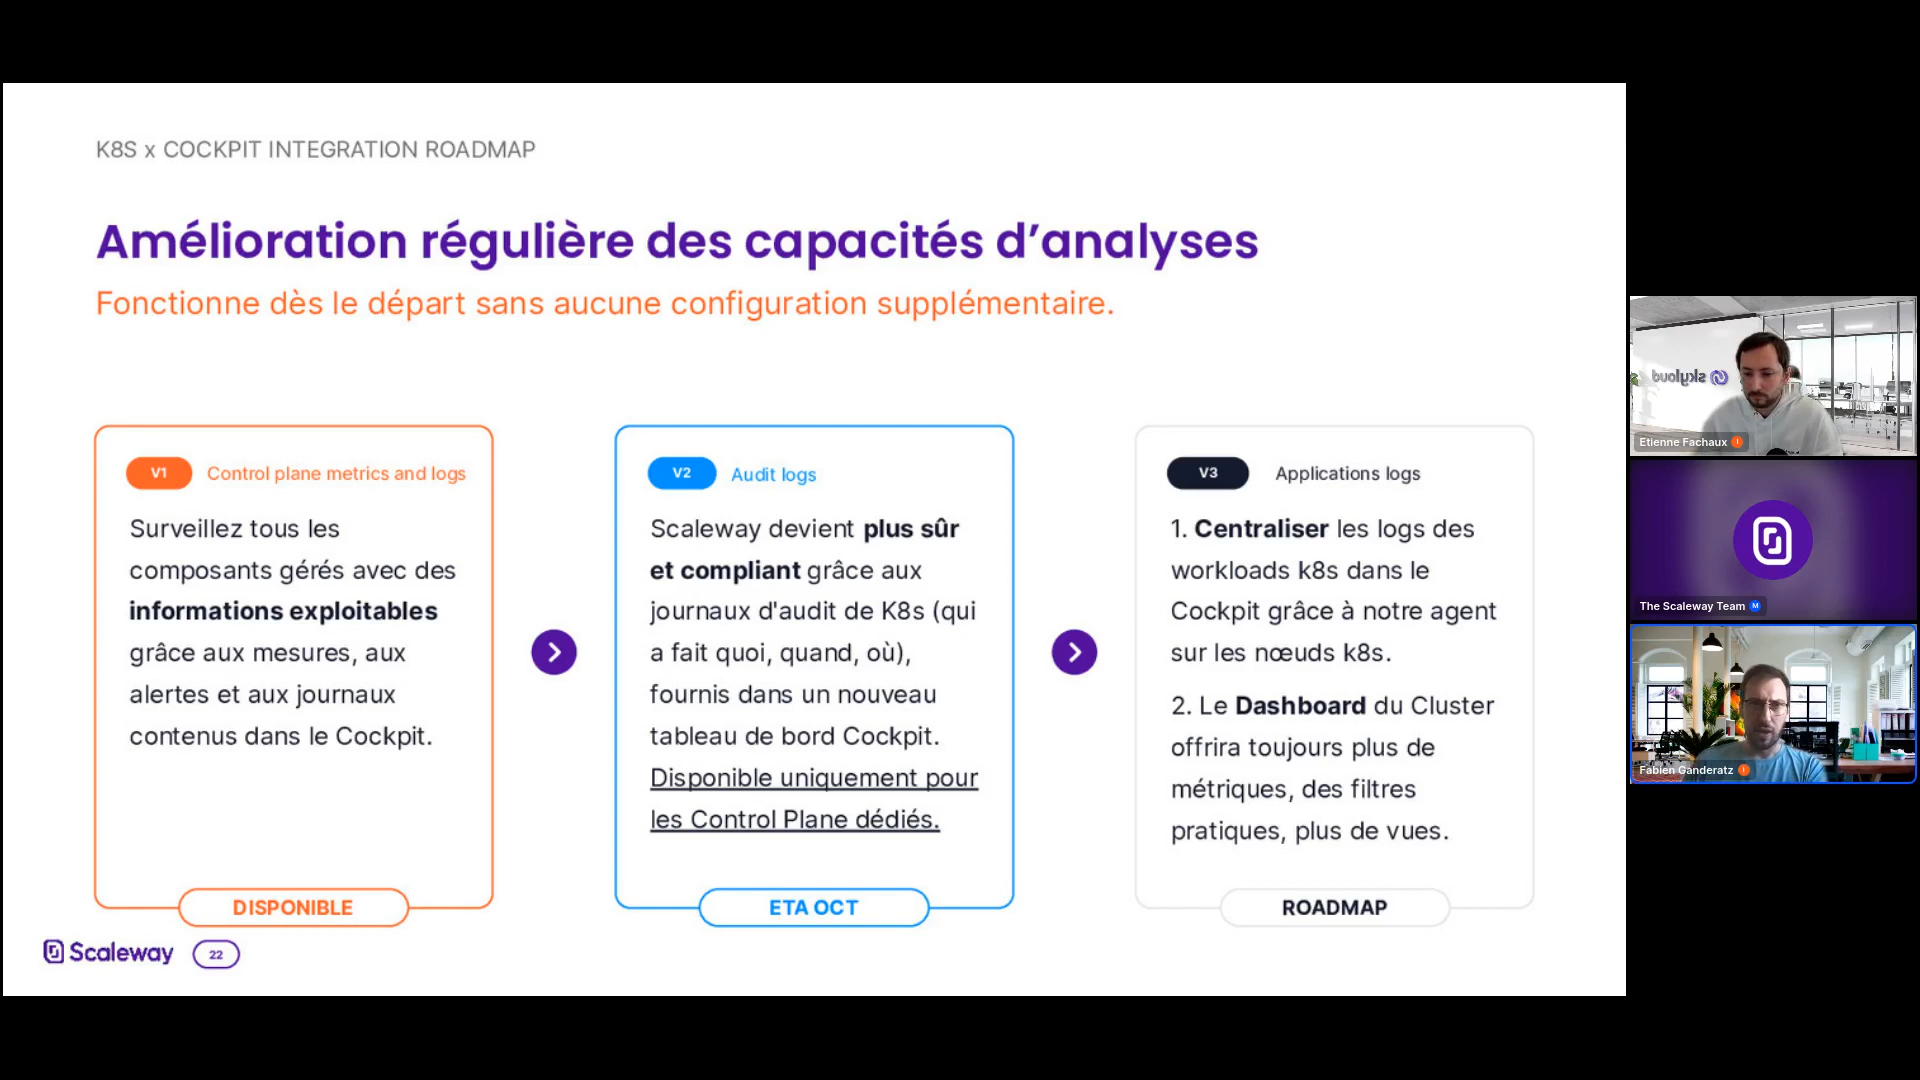 K8S x COCKPIT INTEGRATION ROADMAP
Amélioration régulière des capacités d’analyses
Fonctionne dès le départ sans aucune configuration supplémentaire.
V1 Control plane metrics and logs
Surveillez tous les
composants gérés avec des
informations exploitables
grâce aux mesures, aux
alertes et aux journaux
contenus dans le Cockpit.
DISPONIBLE
V2 Audit logs
Scaleway devient plus sûr
et compliant grâce aux
journaux d'audit de K8s (qui
a fait quoi, quand, où),
fournis dans un nouveau
tableau de bord Cockpit.
Disponible uniquement pour
les Control Plane dédiés.
ETA OCT
V3 Applications logs
1. Centraliser les logs des
workloads k8s dans le
Cockpit grâce à notre agent
sur les nœuds k8s.
2. Le Dashboard du Cluster
offrira toujours plus de
métriques, des filtres
pratiques, plus de vues.
ROADMAP
Scaleway 22
skyloud
Etienne Fachaux I
The Scaleway Team M
Fabien Ganderatz I